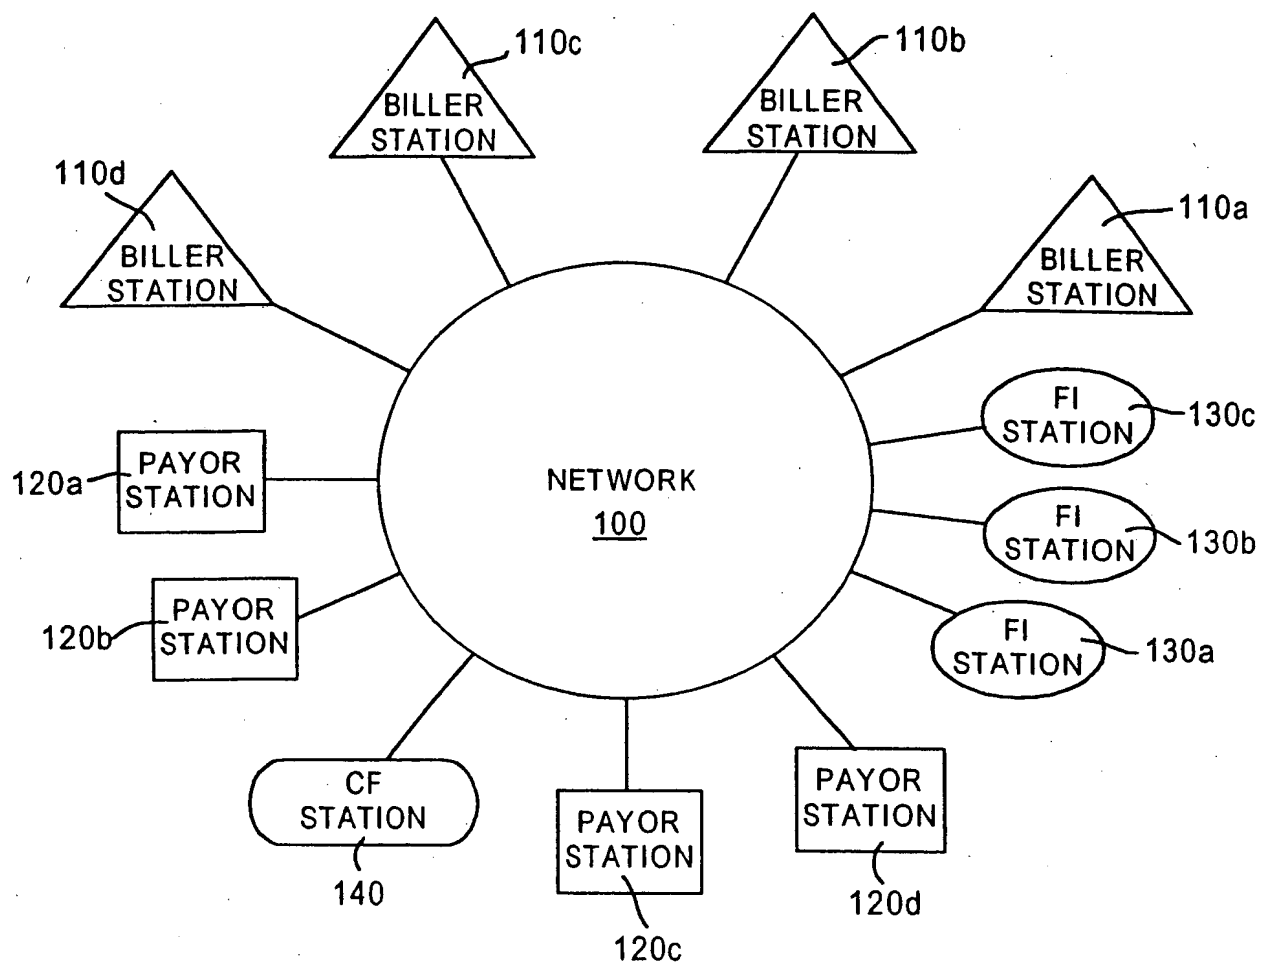 110c
BILLER
STATION
110b
BILLER
STATION
110d
BILLER
STATION
110a
BILLER
STATION
FI
STATION
130c
120a
PAYOR
STATION
NETWORK
100
FI
STATION
130b
120b
PAYOR
STATION
FI
STATION
130a
CF
STATION
140
PAYOR
STATION
120c
PAYOR
STATION
120d